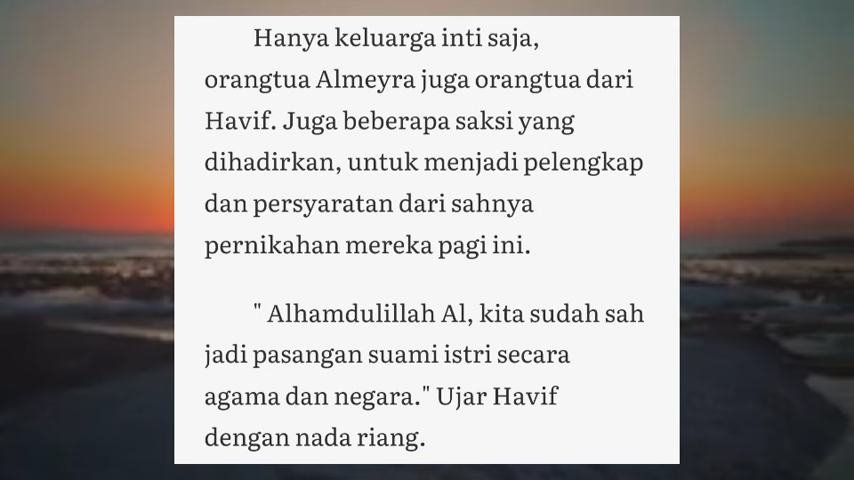 Hanya keluarga inti saja,
orangtua Almeyra juga orangtua dari
Havif. Juga beberapa saksi yang
dihadirkan, untuk menjadi pelengkap
dan persyaratan dari sahnya
pernikahan mereka pagi ini.
" Alhamdulillah Al, kita sudah sah
jadi pasangan suami istri secara
agama dan negara." Ujar Havif
dengan nada riang.